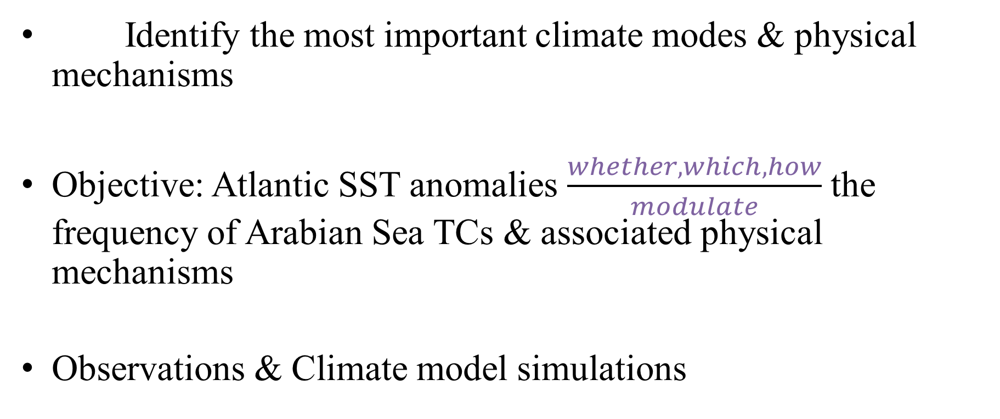 • Identify the most important climate modes & physical
mechanisms
• Objective: Atlantic SST anomalies whether,which,how the
modulate
frequency of Arabian Sea TCs & associated physical
mechanisms
• Observations & Climate model simulations